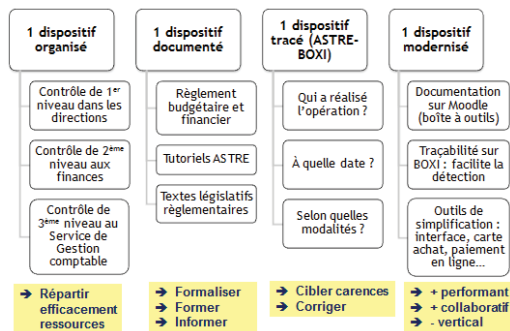 1 dispositif
organisé
Contrôle de 1er
niveau dans les
directions
Contrôle de 2ème
niveau aux
finances
Contrôle de
3ème niveau au
Service de
Gestion
comptable
➔ Répartir
efficacement
ressources
1 dispositif
documenté
Règlement
budgétaire et
financier
Tutoriels ASTRE
Textes législatifs
règlementaires
➔ Formaliser
➔ Former
➔ Informer
1 dispositif
tracé (ASTRE-
BOXI)
Qui a réalisé
l'opération ?
À quelle date ?
Selon quelles
modalités ?
➔ Cibler carences
➔ Corriger
1 dispositif
modernisé
Documentation
sur Moodle
(boîte à outils)
Traçabilité sur
BOXI : facilite la
détection
Outils de
simplification :
interface, carte
achat, paiement
en ligne…
➔ + performant
➔ + collaboratif
➔ - vertical